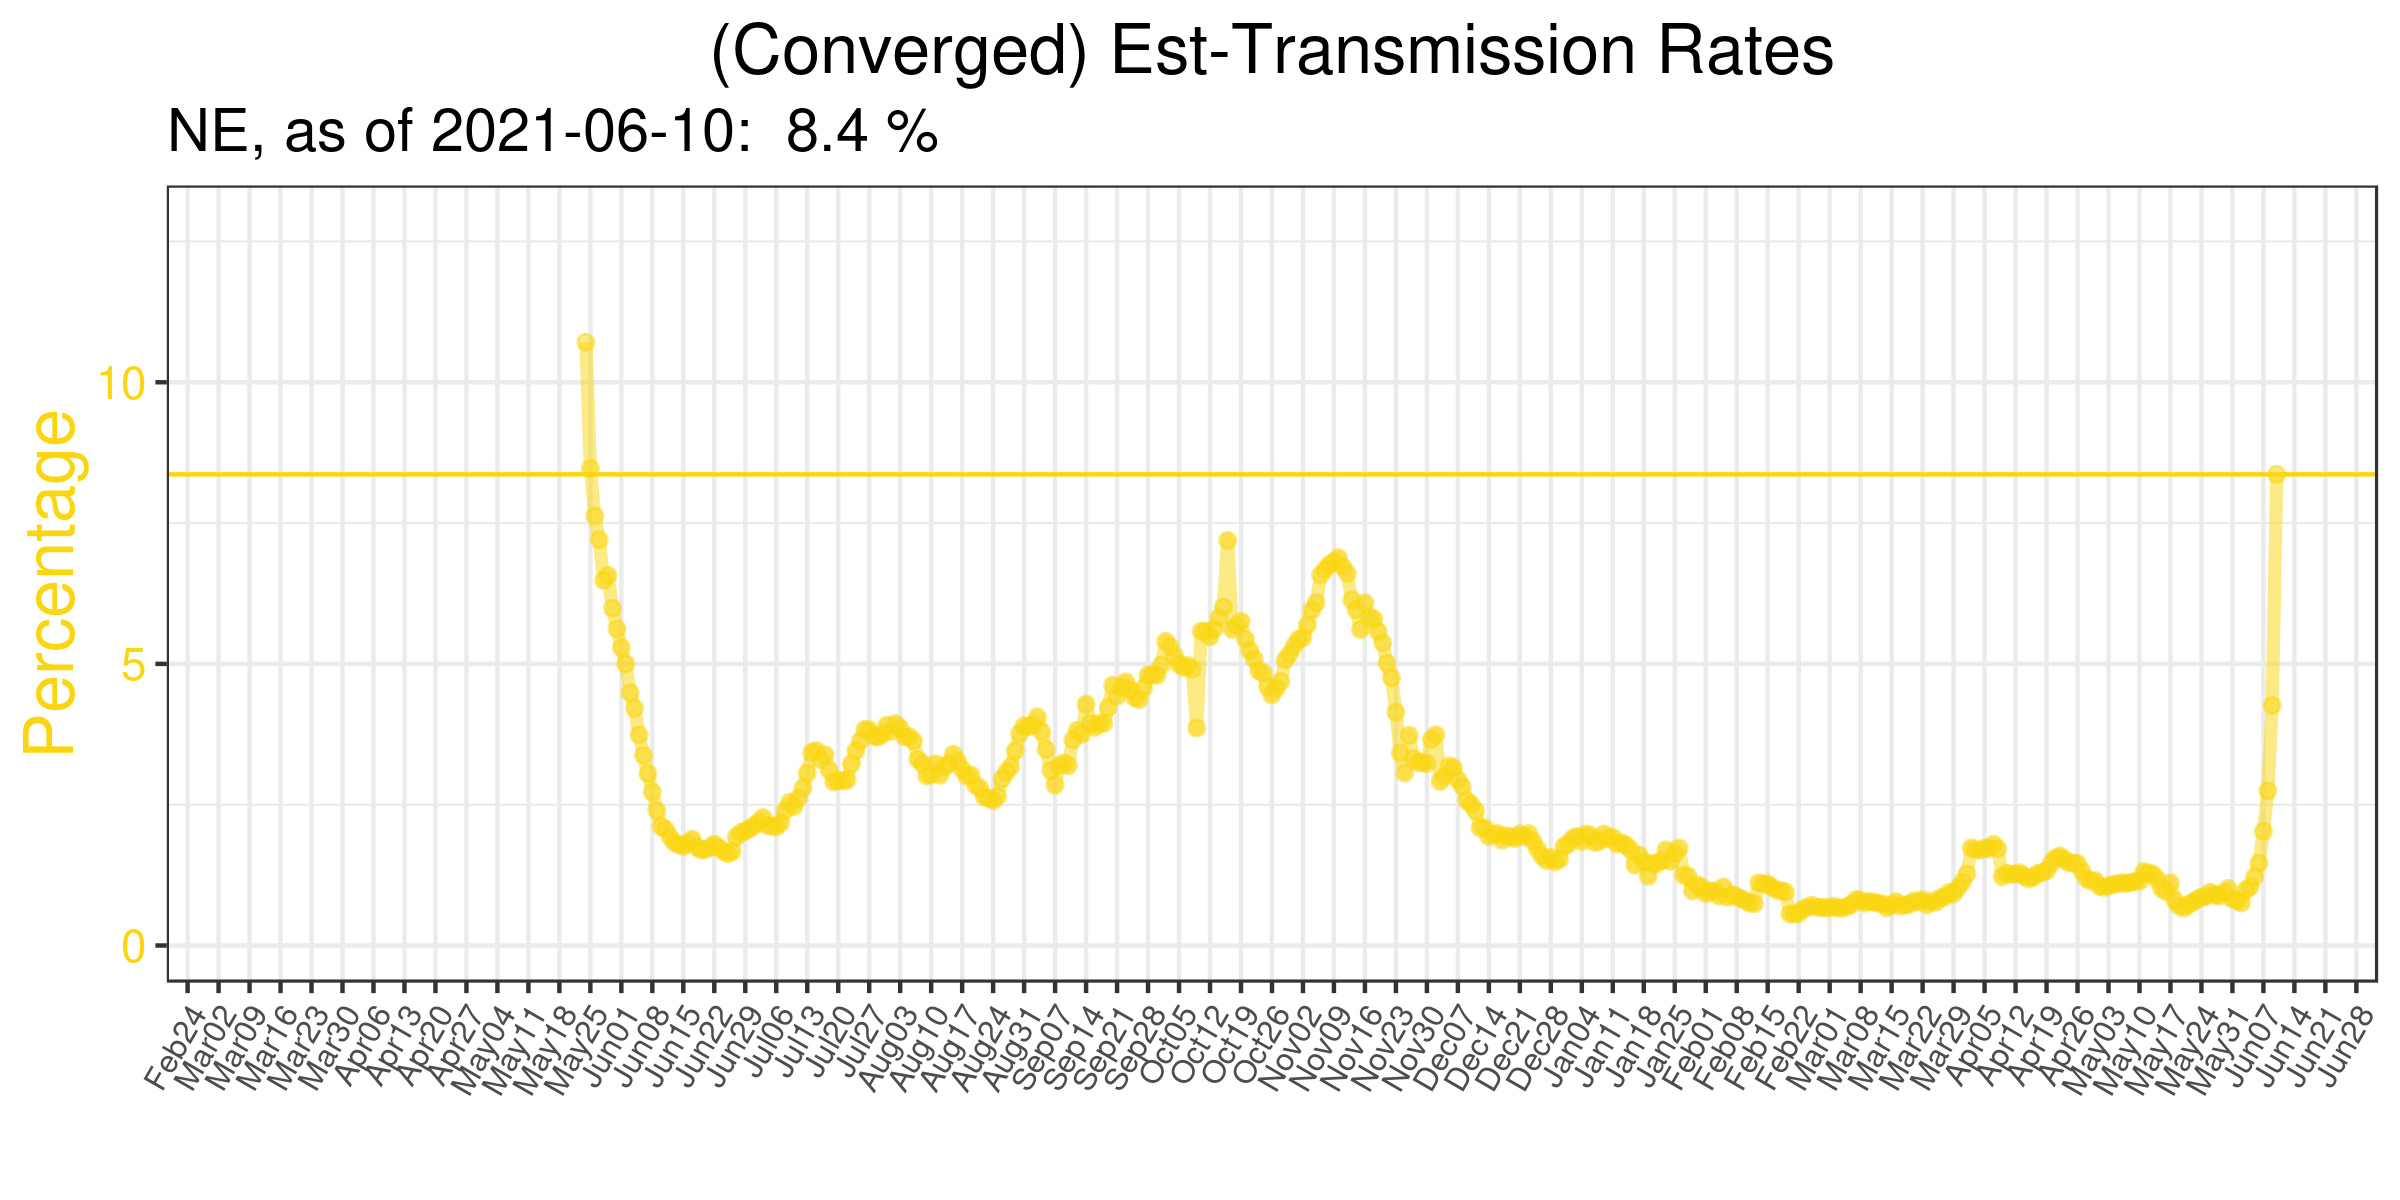 (Converged) Est-Transmission Rates
NE, as of 2021-06-10:  8.4 %
Percentage
10
5
0
Feb24
Mar02
Mar09
Mar16
Mar23
Mar30
Apr06
Apr13
Apr20
Apr27
May04
May11
May18
May25
Jun01
Jun08
Jun15
Jun22
Jun29
Jul06
Jul13
Jul20
Jul27
Aug03
Aug10
Aug17
Aug24
Aug31
Sep07
Sep14
Sep21
Sep28
Oct05
Oct12
Oct19
Oct26
Nov02
Nov09
Nov16
Nov23
Nov30
Dec07
Dec14
Dec21
Dec28
Jan04
Jan11
Jan18
Jan25
Feb01
Feb08
Feb15
Feb22
Mar01
Mar08
Mar15
Mar22
Mar29
Apr05
Apr12
Apr19
Apr26
May03
May10
May17
May24
May31
Jun07
Jun14
Jun21
Jun28